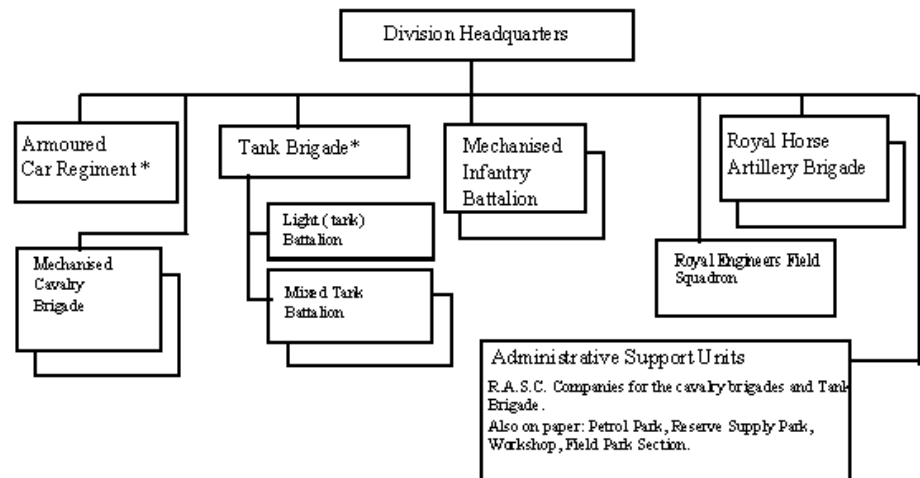 Division Headquarters
Armoured
Car Regiment *
Tank Brigade*
Mechanised
Infantry
Battalion
Royal Horse
Artillery Brigade
Light ( tank)
Battalion
Mechanised
Cavalry
Brigade
Mixed Tank
Battalion
Royal Engineers Field
Squadron
Administrative Support Units
R.A.S.C. Companies for the cavalry brigades and Tank
Brigade.
Also on paper: Petrol Park, Reserve Supply Park,
Workshop, Field Park Section.